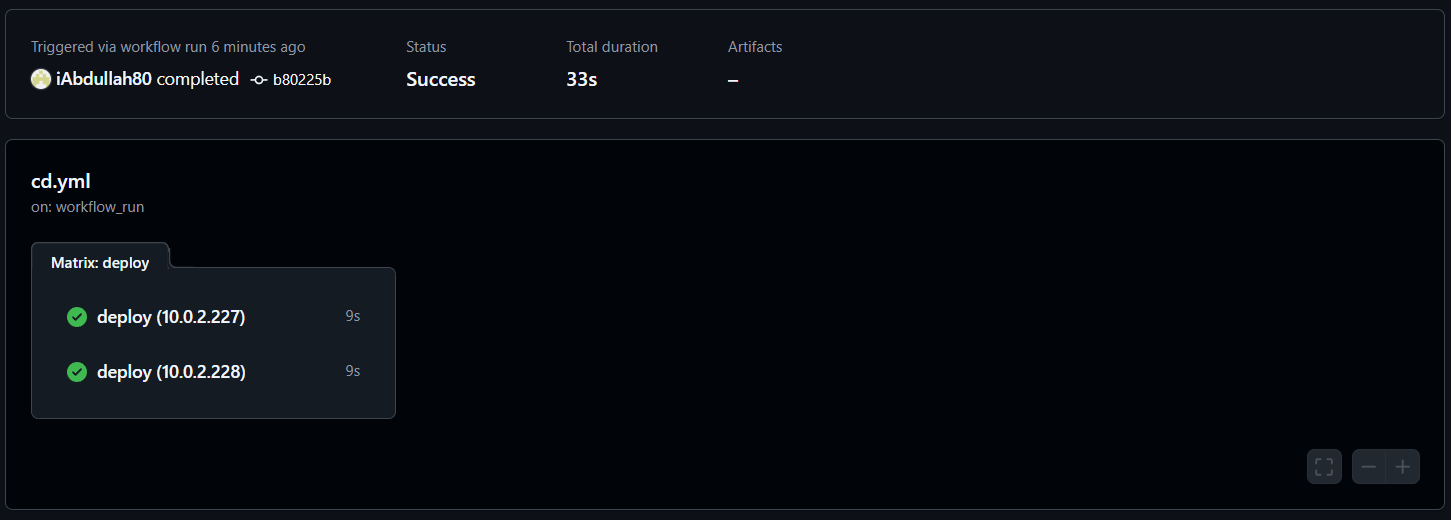 Triggered via workflow run 6 minutes ago
iAbdullah80 completed b80225b
Status
Success
Total duration
33s
Artifacts
–
cd.yml
on: workflow_run
Matrix: deploy
deploy (10.0.2.227) 9s
deploy (10.0.2.228) 9s